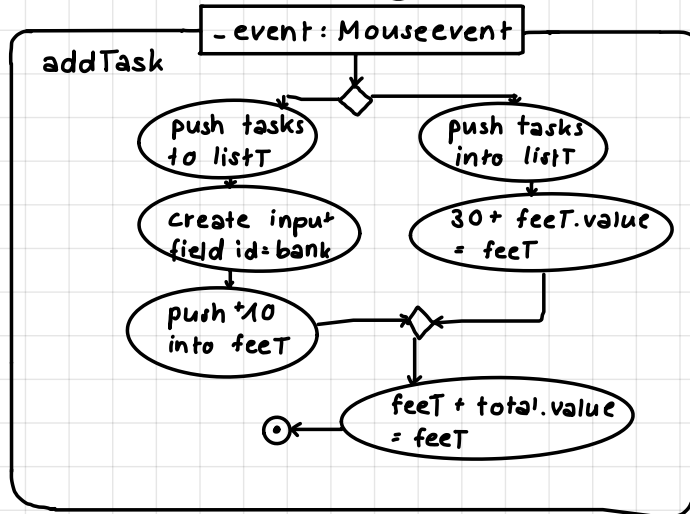 _event: Mouseevent
addTask
push tasks
to listT
push tasks
into listT
create input
field id=bank
30+ feeT.value
= feeT
push +10
into feeT
feeT + total.value
= feeT